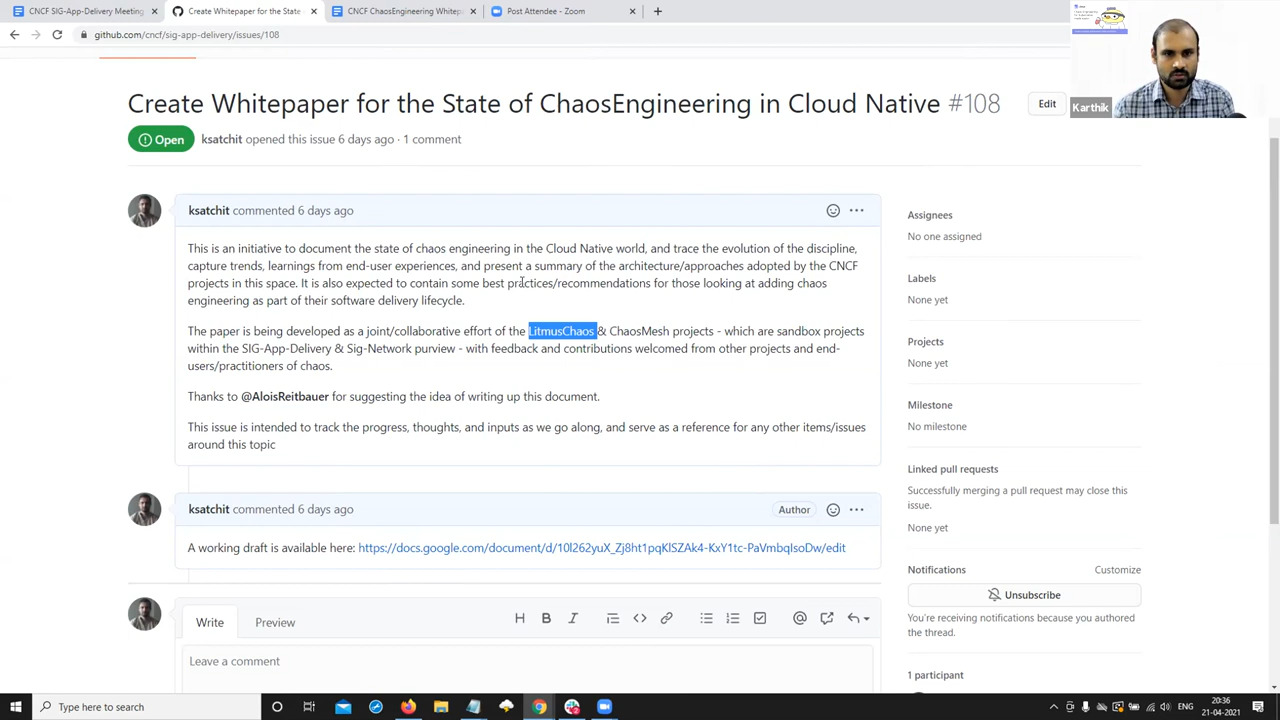 CNCF SIG-App-Delivery Meeting
Create Whitepaper for the State
CNCF ChaosEngineering Whitep
Post Attendee - Zoom
github.com/cncf/sig-app-delivery/issues/108
Create Whitepaper for the State of ChaosEngineering in Cloud Native #108
Edit
Karthik
Open
ksatchit opened this issue 6 days ago · 1 comment
ksatchit commented 6 days ago
This is an initiative to document the state of chaos engineering in the Cloud Native world, and trace the evolution of the discipline,
capture trends, learnings from end-user experiences, and present a summary of the architecture/approaches adopted by the CNCF
projects in this space. It is also expected to contain some best practices/recommendations for those looking at adding chaos
engineering as part of their software delivery lifecycle.
The paper is being developed as a joint/collaborative effort of the LitmusChaos & ChaosMesh projects - which are sandbox projects
within the SIG-App-Delivery & Sig-Network purview - with feedback and contributions welcomed from other projects and end-
users/practitioners of chaos.
Thanks to @AloisReitbauer for suggesting the idea of writing up this document.
This issue is intended to track the progress, thoughts, and inputs as we go along, and serve as a reference for any other items/issues
around this topic
ksatchit commented 6 days ago
Author
A working draft is available here: https://docs.google.com/document/d/10l262yuX_Zj8ht1pqKlSZAk4-KxY1tc-PaVmbqIsoDw/edit
Write
Preview
Leave a comment
Assignees
No one assigned
Labels
None yet
Projects
None yet
Milestone
No milestone
Linked pull requests
Successfully merging a pull request may close this
issue.
None yet
Notifications
Customize
Unsubscribe
You're receiving notifications because you authored
the thread.
1 participant
Type here to search
20:36
21-04-2021